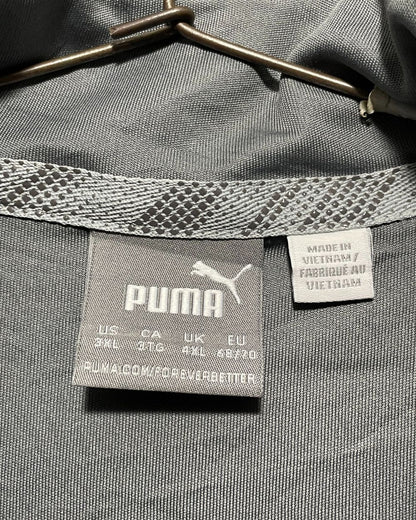 PUMA
US CA UK EU
3XL 3TG 4XL 68/70
PUMA.COM/FOREVERBETTER
MADE IN
VIETNAM/
FABRIQUÉ AU
VIETNAM